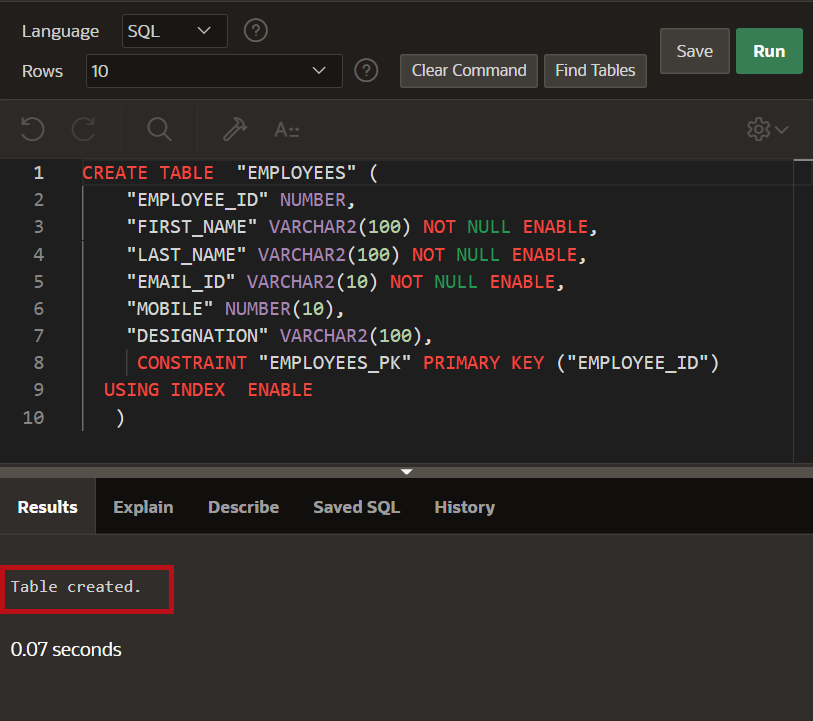 Language SQL
Rows 10 Clear Command Find Tables Save Run
A
1 CREATE TABLE  "EMPLOYEES" (
2     "EMPLOYEE_ID" NUMBER,
3     "FIRST_NAME" VARCHAR2(100) NOT NULL ENABLE,
4     "LAST_NAME" VARCHAR2(100) NOT NULL ENABLE,
5     "EMAIL_ID" VARCHAR2(10) NOT NULL ENABLE,
6     "MOBILE" NUMBER(10),
7     "DESIGNATION" VARCHAR2(100),
8      CONSTRAINT "EMPLOYEES_PK" PRIMARY KEY ("EMPLOYEE_ID")
9   USING INDEX  ENABLE
10    )
Results Explain Describe Saved SQL History
Table created.
0.07 seconds